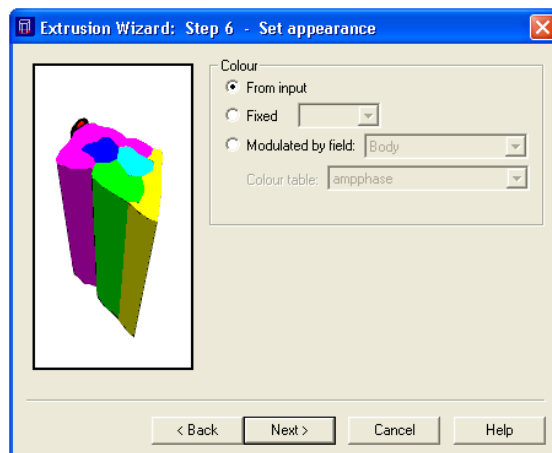 Extrusion Wizard: Step 6 - Set appearance
Colour
From input
Fixed
Modulated by field: Body
Colour table: ampphase
< Back Next > Cancel Help